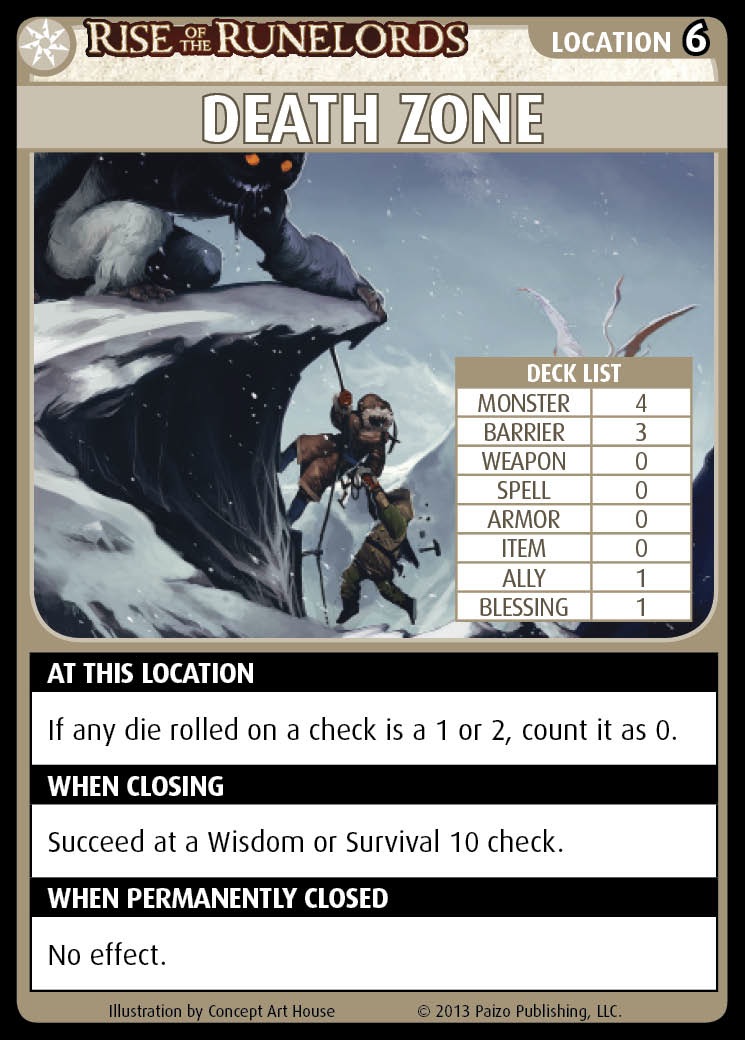 RISE OF THE RUNELORDS
LOCATION 6
DEATH ZONE
DECK LIST
MONSTER 4
BARRIER 3
WEAPON 0
SPELL 0
ARMOR 0
ITEM 0
ALLY 1
BLESSING 1
AT THIS LOCATION
If any die rolled on a check is a 1 or 2, count it as 0.
WHEN CLOSING
Succeed at a Wisdom or Survival 10 check.
WHEN PERMANENTLY CLOSED
No effect.
Illustration by Concept Art House © 2013 Paizo Publishing, LLC.